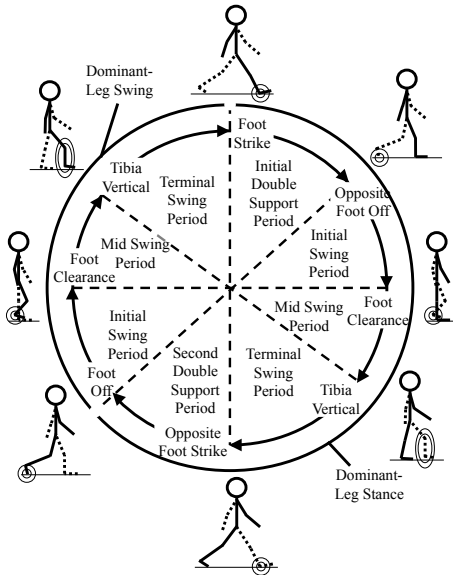 Dominant-
Leg Swing
Foot
Strike
Tibia
Vertical
Terminal
Swing
Period
Initial
Double
Support
Period
Opposite
Foot Off
Mid Swing
Period
Initial
Swing
Period
Foot
Clearance
Foot
Clearance
Mid Swing
Period
Initial
Swing
Period
Second
Double
Support
Period
Terminal
Swing
Period
Foot
Off
Tibia
Vertical
Opposite
Foot Strike
Dominant-
Leg Stance